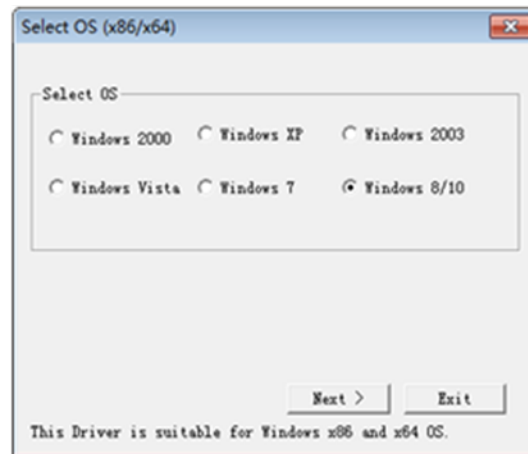 Select OS (x86/x64)
Select OS
Windows 2000 Windows XP Windows 2003
Windows Vista Windows 7 Windows 8/10
Next > Exit
This Driver is suitable for Windows x86 and x64 OS.